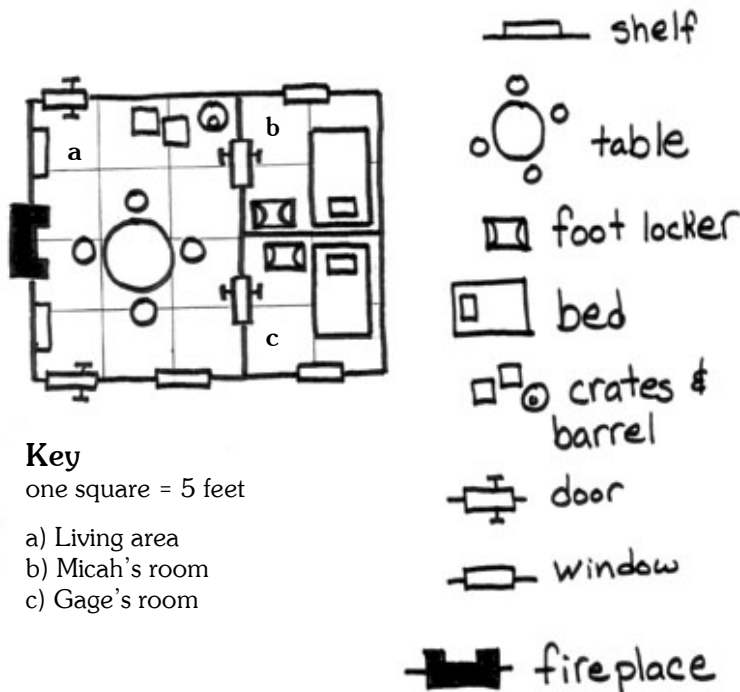 a
b
c
Key
one square = 5 feet
a) Living area
b) Micah's room
c) Gage's room
shelf
table
foot locker
bed
crates &
barrel
door
window
fireplace